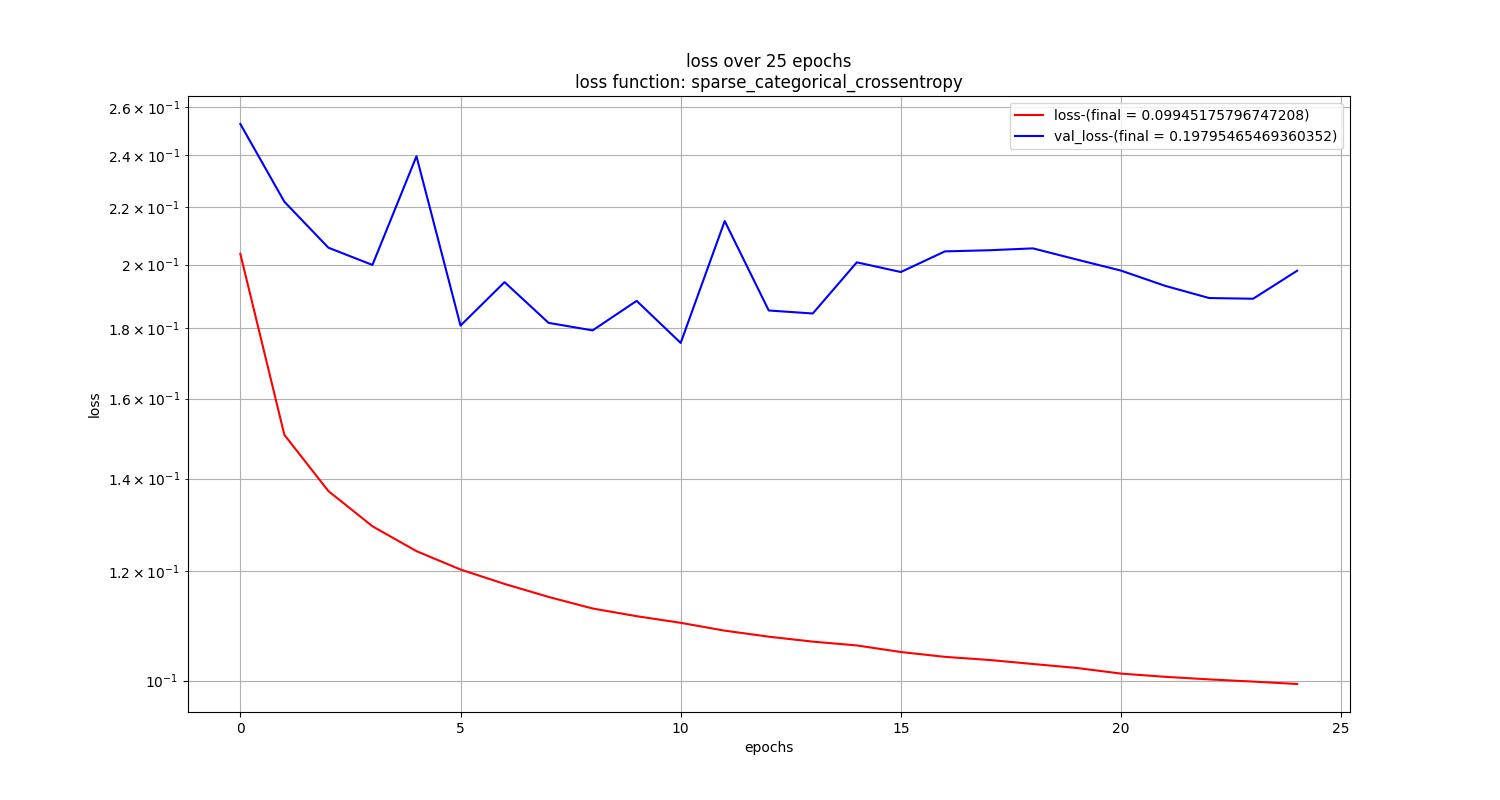 loss over 25 epochs
loss function: sparse_categorical_crossentropy
loss-(final = 0.09945175796747208)
val_loss-(final = 0.19795465469360352)
2.6 × 10⁻¹
2.4 × 10⁻¹
2.2 × 10⁻¹
2 × 10⁻¹
1.8 × 10⁻¹
1.6 × 10⁻¹
1.4 × 10⁻¹
1.2 × 10⁻¹
10⁻¹
loss
0 5 10 15 20 25
epochs